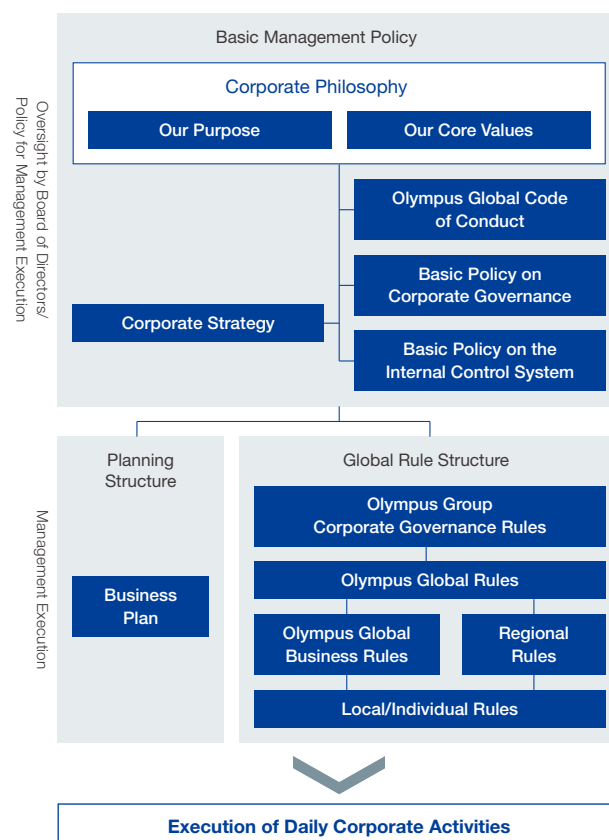 Basic Management Policy
Corporate Philosophy
Our Purpose
Our Core Values
Oversight by Board of Directors/
Policy for Management Execution
Olympus Global Code
of Conduct
Basic Policy on
Corporate Governance
Corporate Strategy
Basic Policy on the
Internal Control System
Management Execution
Planning
Structure
Business
Plan
Global Rule Structure
Olympus Group
Corporate Governance Rules
Olympus Global Rules
Olympus Global
Business Rules
Regional
Rules
Local/Individual Rules
Execution of Daily Corporate Activities